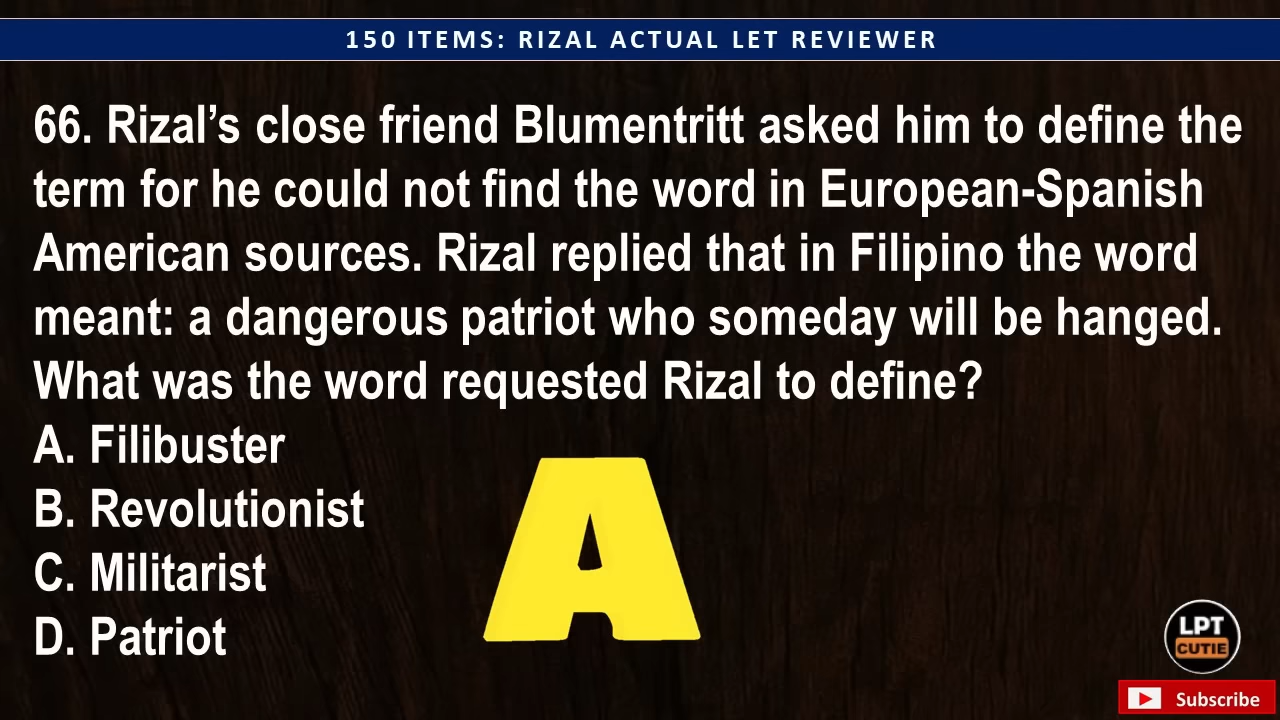 150 ITEMS: RIZAL ACTUAL LET REVIEWER
66. Rizal’s close friend Blumentritt asked him to define the
term for he could not find the word in European-Spanish
American sources. Rizal replied that in Filipino the word
meant: a dangerous patriot who someday will be hanged.
What was the word requested Rizal to define?
A. Filibuster
B. Revolutionist
C. Militarist
D. Patriot
A
LPT
CUTIE
Subscribe